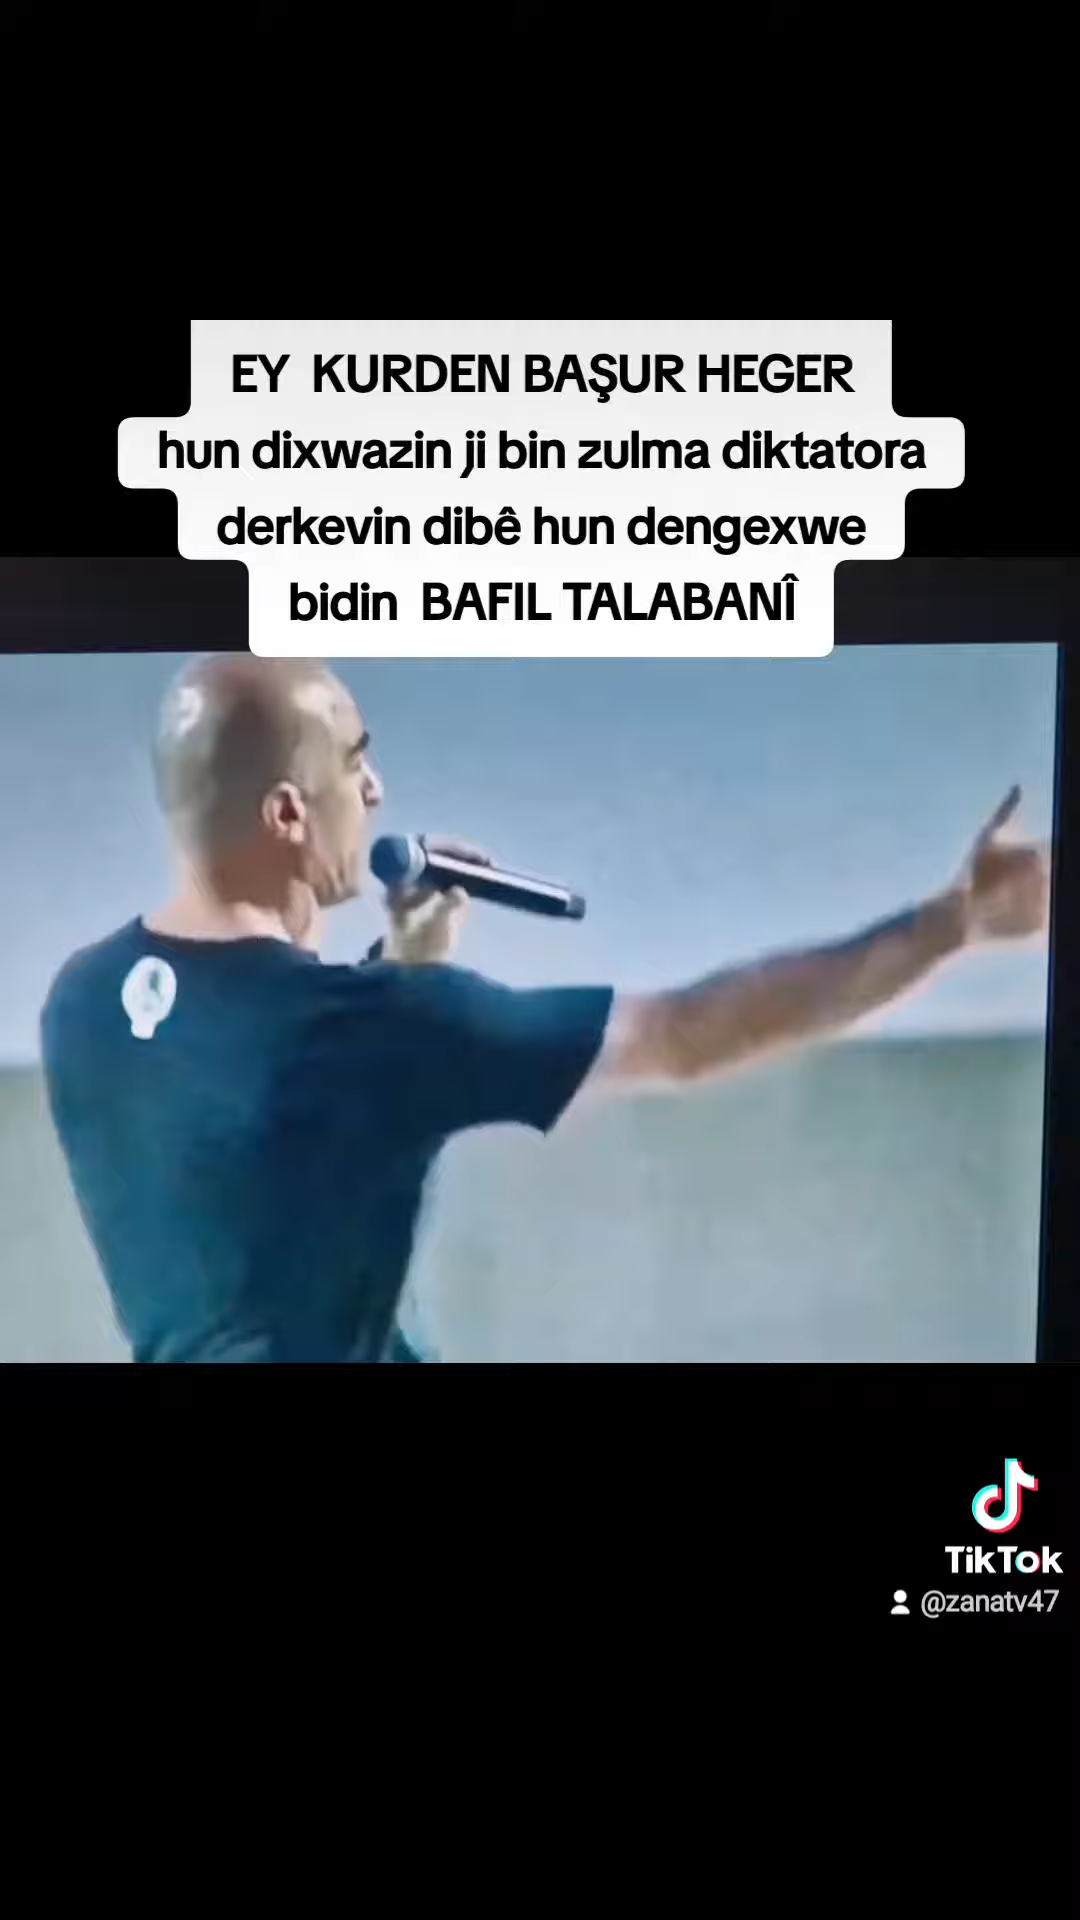 EY KURDEN BAŞUR HEGER
hun dixwazin ji bin zulma diktatora
derkevin dibê hun dengexwe
bidin BAFIL TALABANÎ
TikTok
@zanatv47